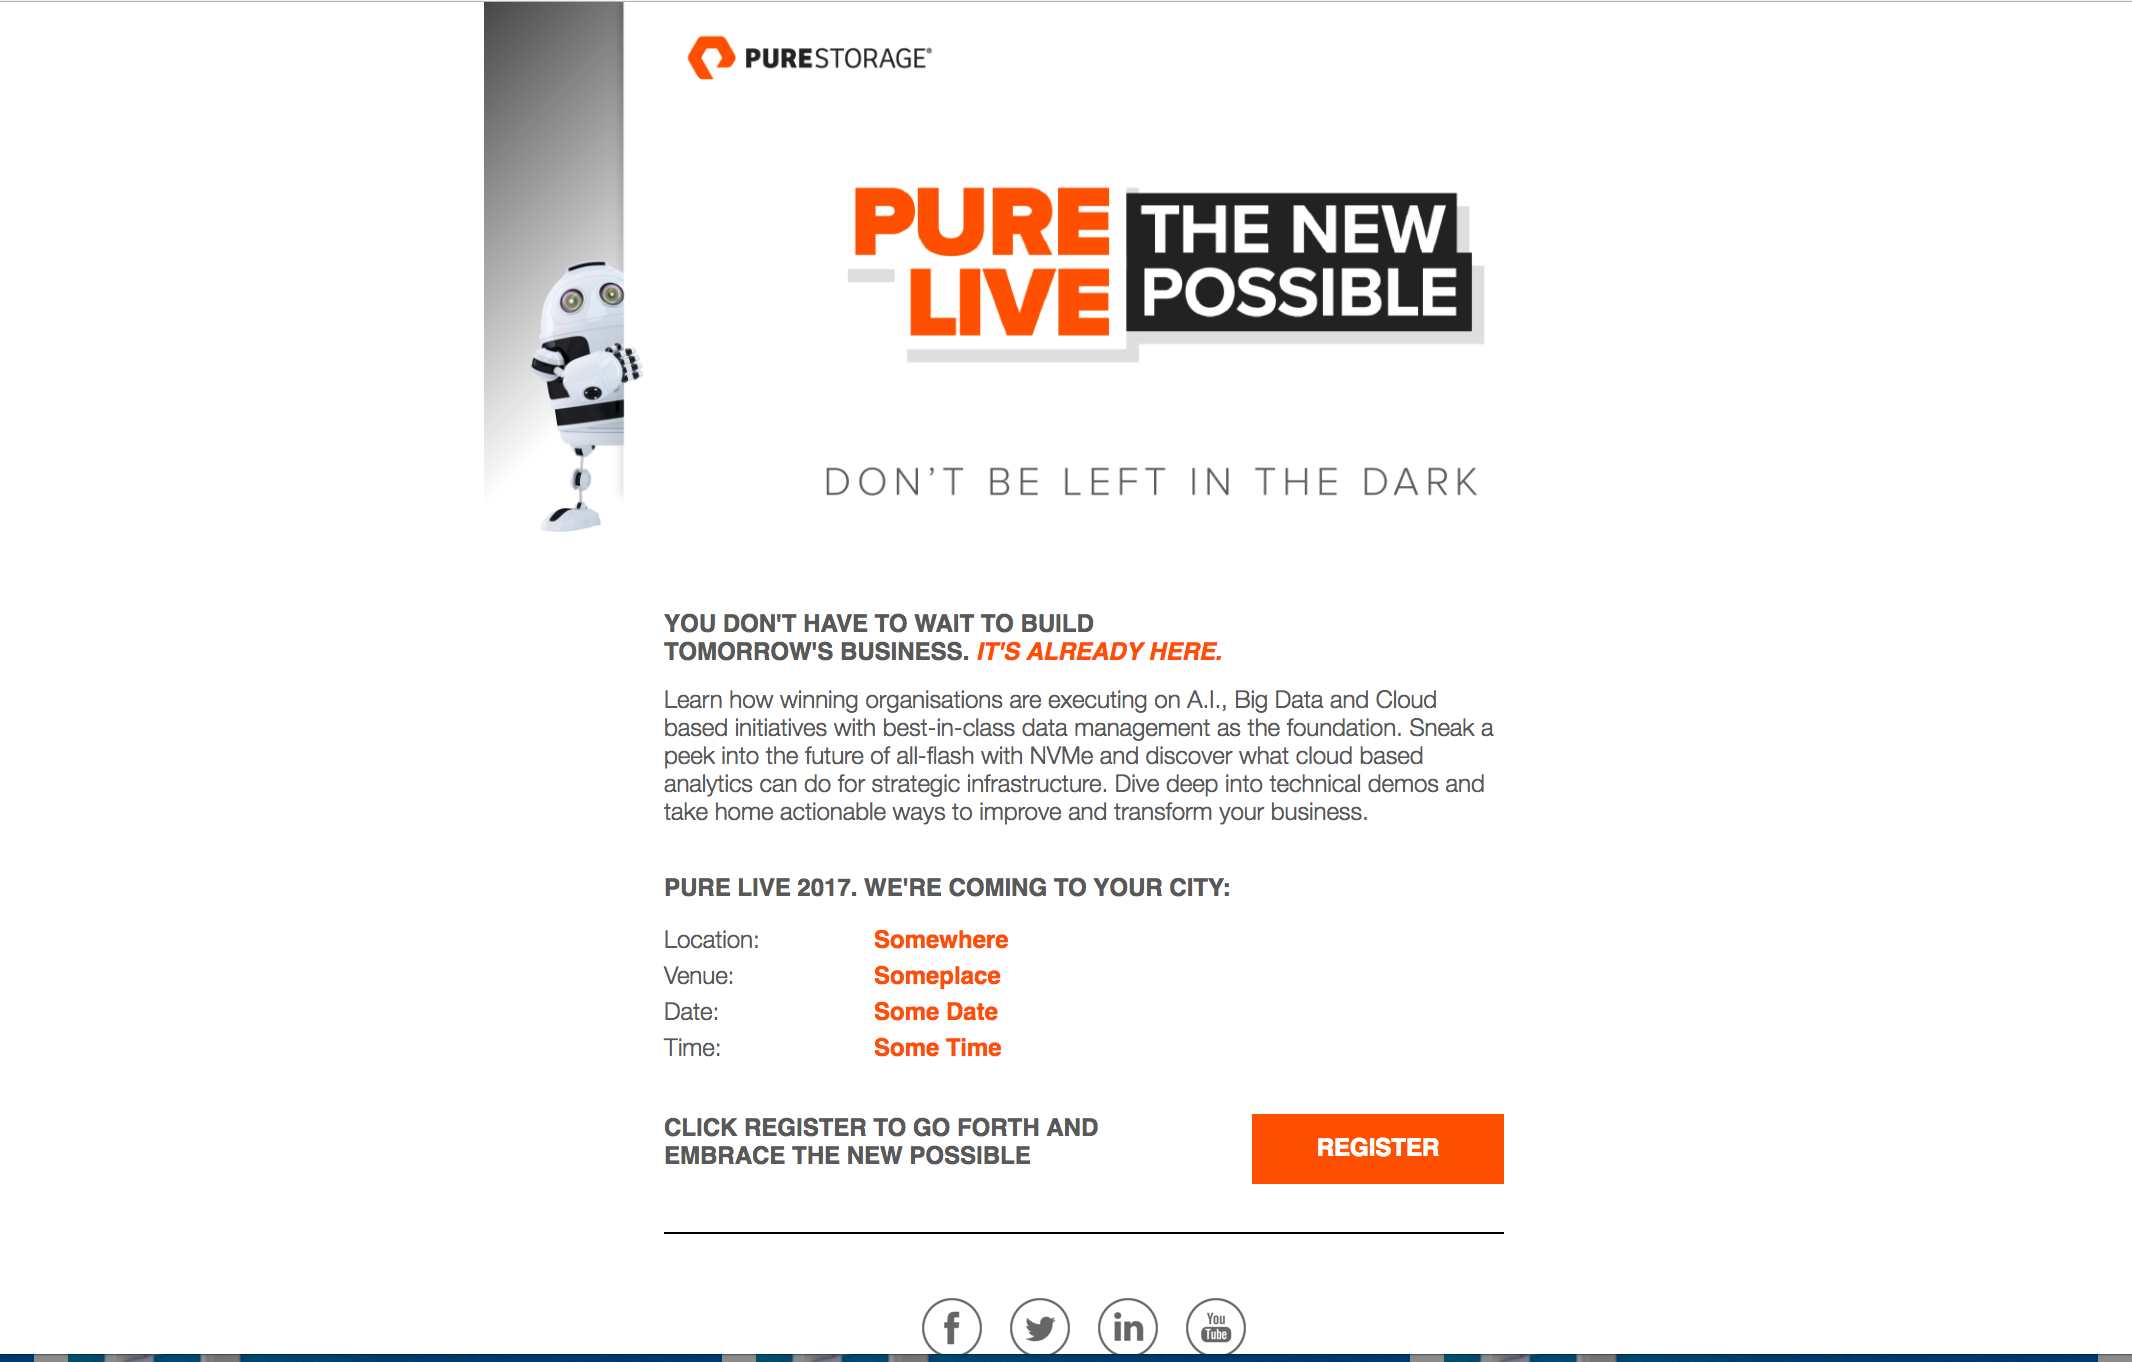 PURESTORAGE®
PURE
LIVE
THE NEW
POSSIBLE
DON'T BE LEFT IN THE DARK
YOU DON'T HAVE TO WAIT TO BUILD
TOMORROW'S BUSINESS. IT'S ALREADY HERE.
Learn how winning organisations are executing on A.I., Big Data and Cloud
based initiatives with best-in-class data management as the foundation. Sneak a
peek into the future of all-flash with NVMe and discover what cloud based
analytics can do for strategic infrastructure. Dive deep into technical demos and
take home actionable ways to improve and transform your business.
PURE LIVE 2017. WE'RE COMING TO YOUR CITY:
Location: Somewhere
Venue: Someplace
Date: Some Date
Time: Some Time
CLICK REGISTER TO GO FORTH AND
EMBRACE THE NEW POSSIBLE
REGISTER
f
in
You
Tube